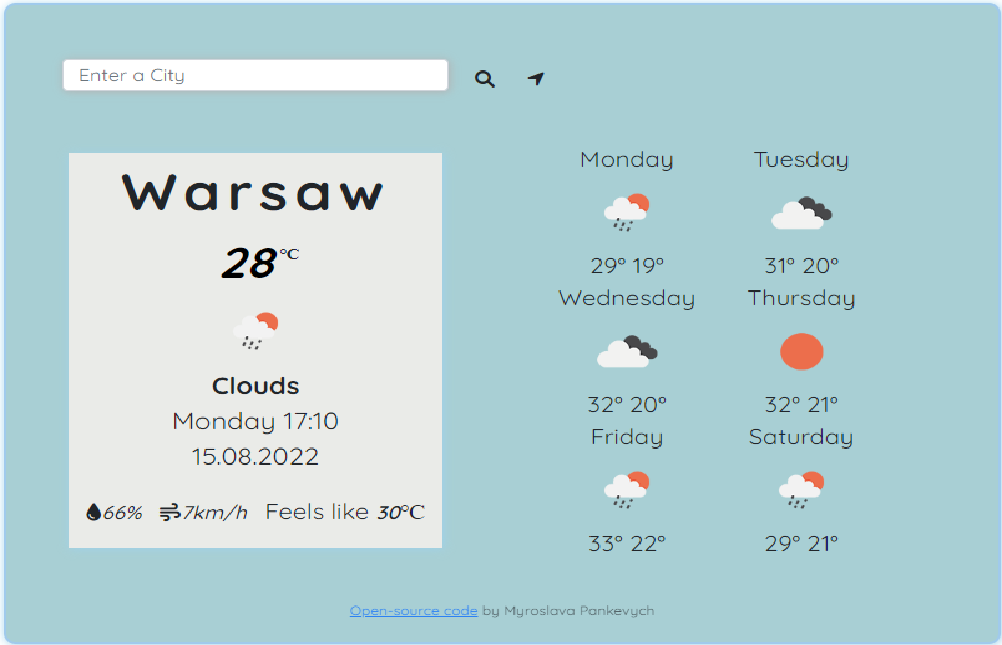 Enter a City
Warsaw
28°C
Clouds
Monday 17:10
15.08.2022
66% 7km/h Feels like 30°C
Monday Tuesday
29° 19° 31° 20°
Wednesday Thursday
32° 20° 32° 21°
Friday Saturday
33° 22° 29° 21°
Open-source code by Myroslava Pankevych